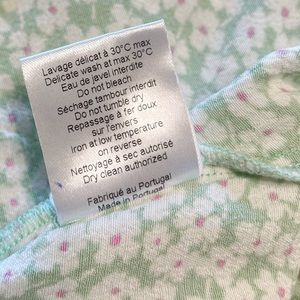 Lavage délicat à 30°C max
Delicate wash at max 30°C
Eau de javel interdite
Do not bleach
Séchage tambour interdit
Do not tumble dry
Repassage à fer doux
sur l'envers
iron at low temperature
on reverse
Nettoyage à sec autorisé
Dry clean authorized
Fabriqué au Portugal
Made in Portugal